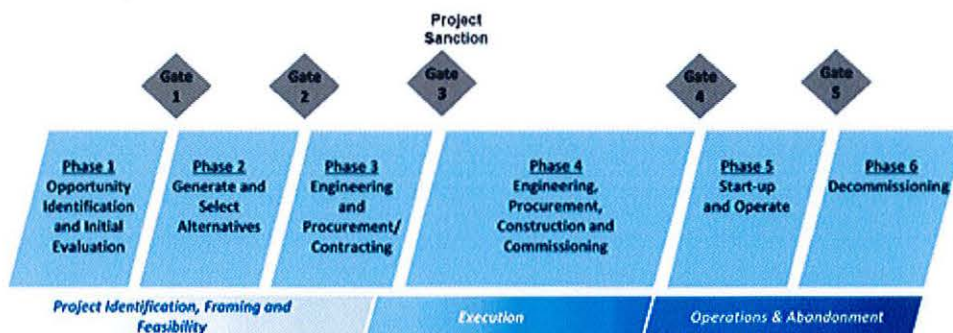 Project
Sanction
Gate
1
Gate
2
Gate
3
Gate
4
Gate
5
Phase 1
Opportunity
Identification
and Initial
Evaluation
Phase 2
Generate and
Select
Alternatives
Phase 3
Engineering
and
Procurement/
Contracting
Phase 4
Engineering,
Procurement,
Construction and
Commissioning
Phase 5
Start-up
and Operate
Phase 6
Decommissioning
Project Identification, Framing and
Feasibility
Execution
Operations & Abandonment